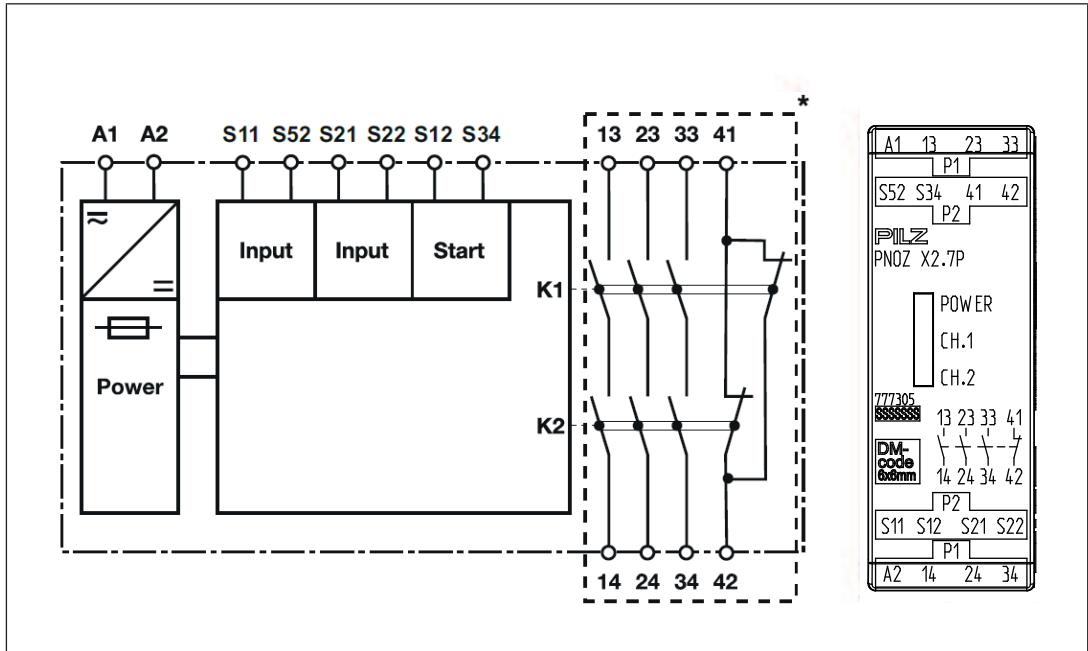 *
A1 A2 S11 S52 S21 S22 S12 S34 13 23 33 41
Input Input Start
K1
Power
K2
14 24 34 42
A1 13 23 33
P1
S52 S34 41 42
P2
PILZ
PNOZ X2.7P
POWER
CH.1
CH.2
777305
SSSSSSS
13 23 33 41
DM-
code
6x6mm
14 24 34 42
P2
S11 S12 S21 S22
P1
A2 14 24 34